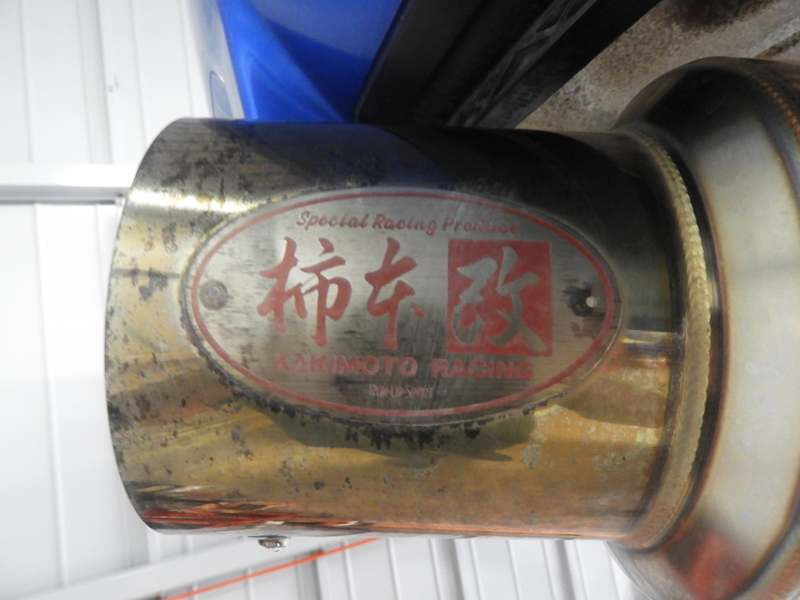 Special Racing Product
柿本改
KAKIMOTO RACING